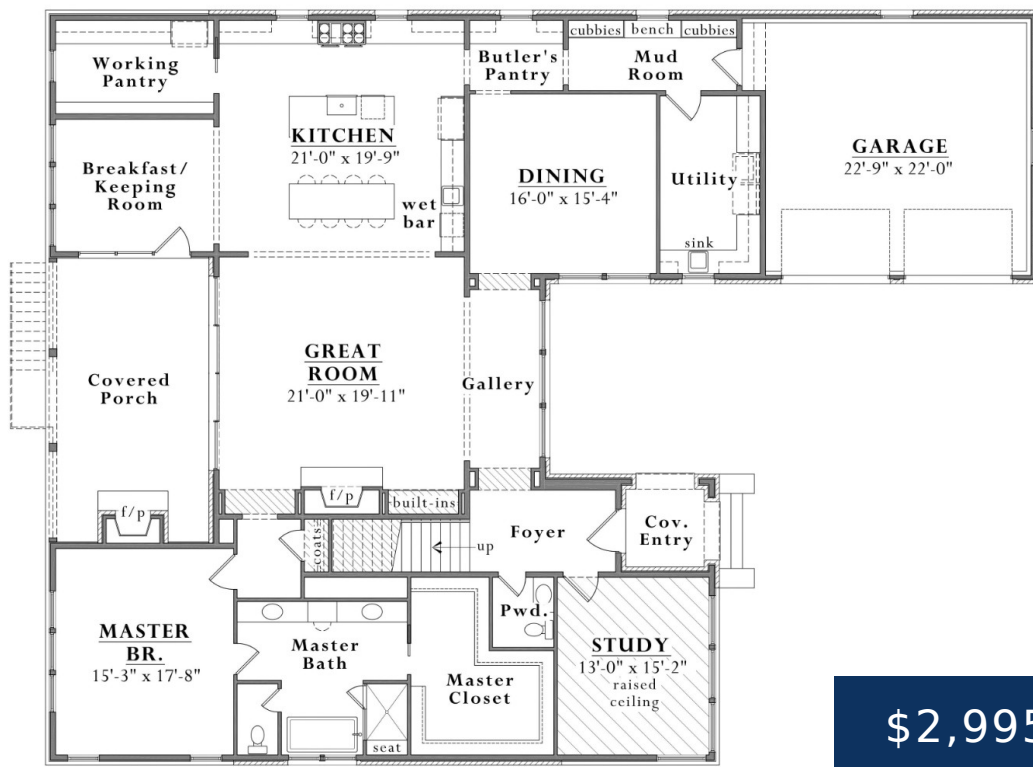 Working
Pantry
Butler's
Pantry
cubbies
bench
cubbies
Mud
Room
KITCHEN
21'-0" x 19'-9"
Breakfast/
Keeping
Room
wet
bar
DINING
16'-0" x 15'-4"
Utility
sink
GARAGE
22'-9" x 22'-0"
Covered
Porch
f/p
GREAT
ROOM
21'-0" x 19'-11"
Gallery
f/p
built-ins
coats
up
Foyer
Cov.
Entry
MASTER
BR.
15'-3" x 17'-8"
Master
Bath
seat
Master
Closet
Pwd.
STUDY
13'-0" x 15'-2"
raised
ceiling
$2,995